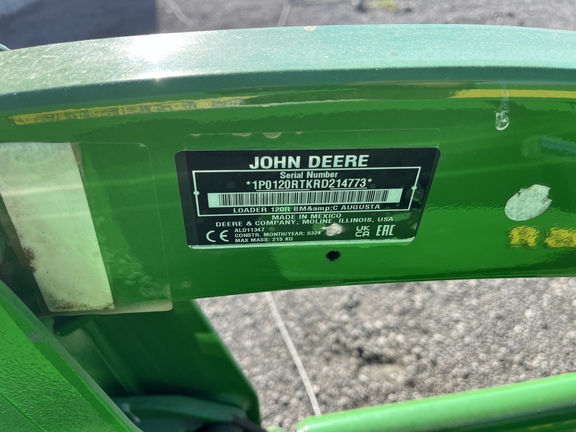 JOHN DEERE
Serial Number
*1P0120RTKRD214773*
LOADER 120R BM&amp;C AUGUSTA
MADE IN MEXICO
DEERE & COMPANY, MOLINE, ILLINOIS, USA
ALD11347
CE
CONSTR. MONTH/YEAR: 0324
UK CA EAC
MAX MASS: 215 KG